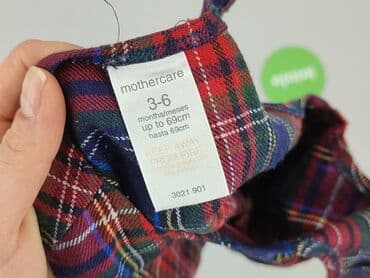 mothercare
3-6
months/meses
up to 69cm
hasta 69cm
KEEP AWAY
FROM FIRE
3021 901